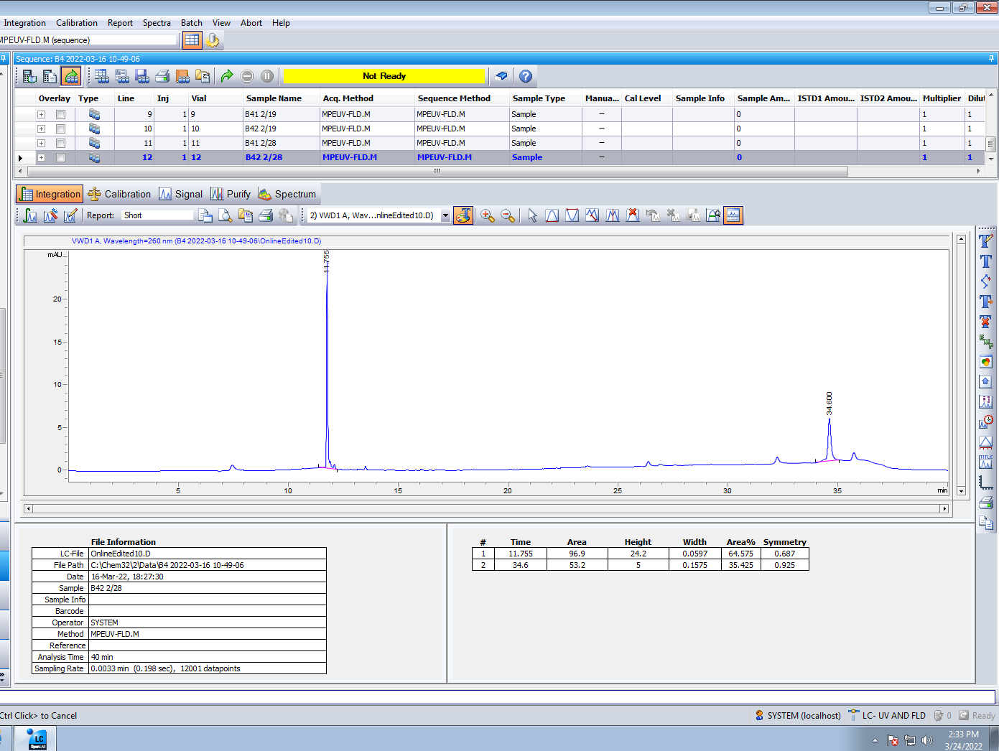 Integration Calibration Report Spectra Batch View Abort Help
MPEUV-FLD.M (sequence)
Sequence: B4 2022-03-16 10-49-06
Not Ready
Overlay Type Line Inj Vial Sample Name Acq. Method Sequence Method Sample Type Manua... Cal Level Sample Info Sample Am... ISTD1 Amou... ISTD2 Amou... Multiplier Dilut
9 1 9 B41 2/19 MPEUV-FLD.M MPEUV-FLD.M Sample – 0 1 1
10 1 10 B42 2/19 MPEUV-FLD.M MPEUV-FLD.M Sample – 0 1 1
11 1 11 B41 2/28 MPEUV-FLD.M MPEUV-FLD.M Sample – 0 1 1
12 1 12 B42 2/28 MPEUV-FLD.M MPEUV-FLD.M Sample – 0 1 1
Integration Calibration Signal Purify Spectrum
Report: Short 2) VWD1 A, Wav...nlineEdited10.D)
VWD1 A, Wavelength=260 nm (B4 2022-03-16 10-49-06\OnlineEdited10.D)
mAU
11.755
20
15
10
34.600
5
0
5 10 15 20 25 30 35 min
EMF
TITLE
File Information
LC-File OnlineEdited10.D
File Path C:\Chem32\2\Data\B4 2022-03-16 10-49-06
Date 16-Mar-22, 18:27:30
Sample B42 2/28
Sample Info
Barcode
Operator SYSTEM
Method MPEUV-FLD.M
Reference
Analysis Time 40 min
Sampling Rate 0.0033 min (0.198 sec), 12001 datapoints
# Time Area Height Width Area% Symmetry
1 11.755 96.9 24.2 0.0597 64.575 0.687
2 34.6 53.2 5 0.1575 35.425 0.925
Ctrl Click> to Cancel
SYSTEM (localhost) LC- UV AND FLD 0 Ready
LC
OpenLAB
2:33 PM
3/24/2022